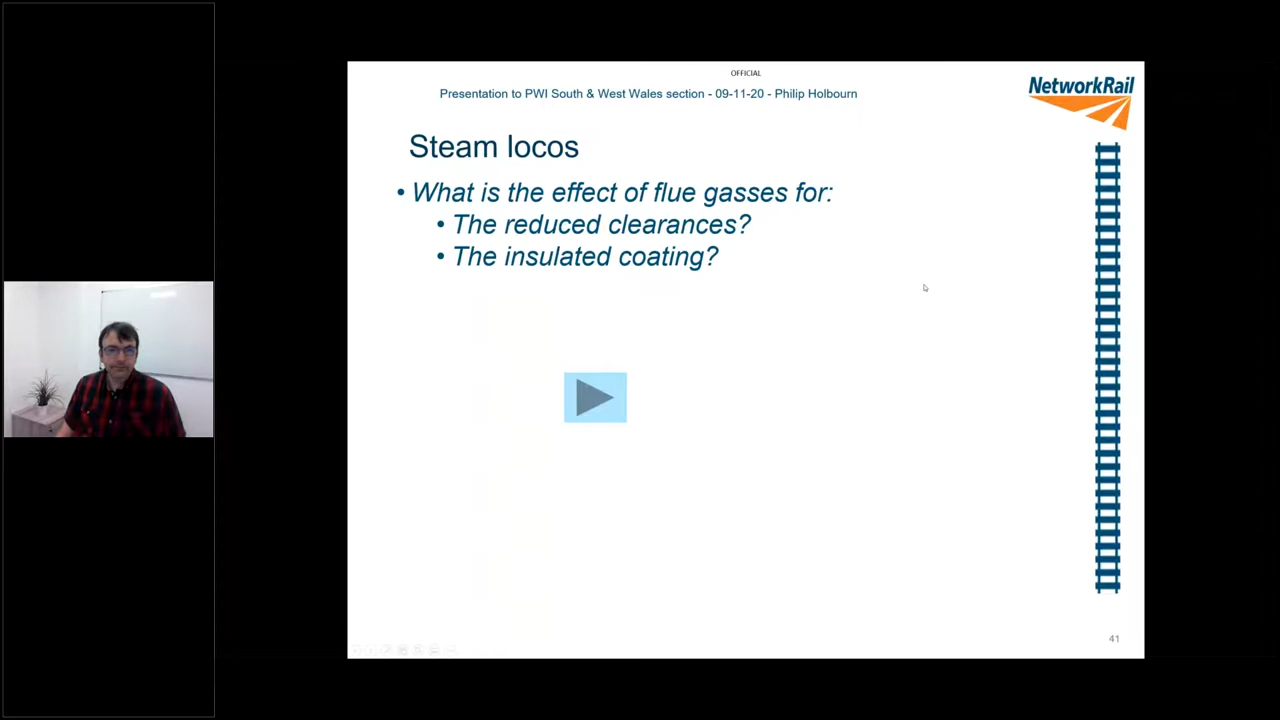 OFFICIAL
Presentation to PWI South & West Wales section - 09-11-20 - Philip Holbourn
NetworkRail
Steam locos
• What is the effect of flue gasses for:
• The reduced clearances?
• The insulated coating?
41